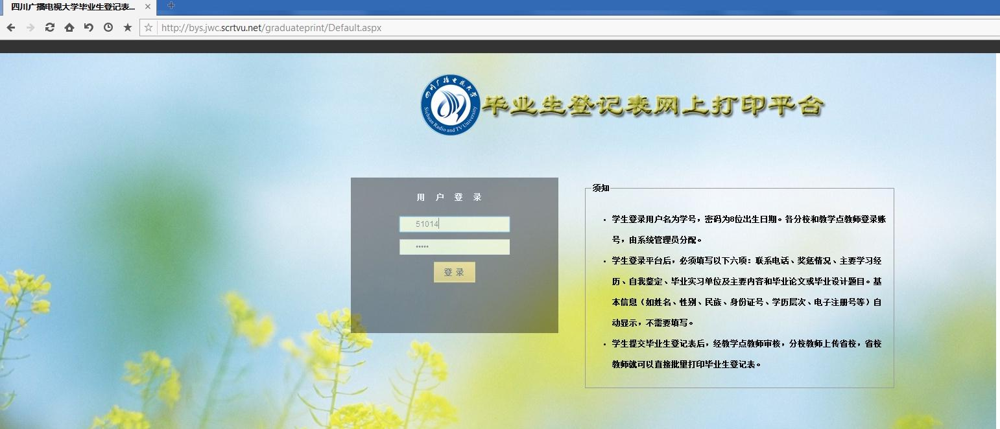 四川广播电视大学毕业生登记表...
http://bys.jwc.scrtvu.net/graduateprint/Default.aspx
四川广播电视大学
Sichuan Radio and TV University
毕业生登记表网上打印平台
用 户 登 录
51014
•••••
登 录
须知
• 学生登录用户名为学号，密码为8位出生日期。各分校和教学点教师登录账
号，由系统管理员分配。
• 学生登录平台后，必须填写以下六项：联系电话、奖惩情况、主要学习经
历、自我鉴定、毕业实习单位及主要内容和毕业论文或毕业设计题目。基
本信息（如姓名、性别、民族、身份证号、学历层次、电子注册号等）自
动显示，不需要填写。
• 学生提交毕业生登记表后，经教学点教师审核，分校教师上传省校，省校
教师就可以直接批量打印毕业生登记表。